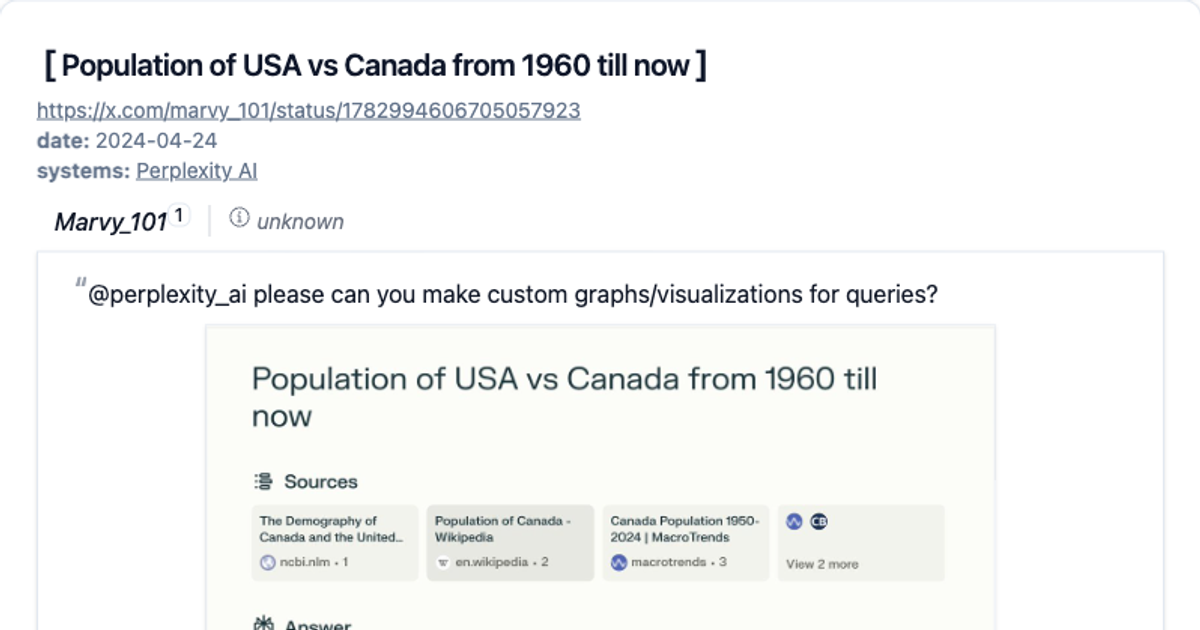 [ Population of USA vs Canada from 1960 till now ]
https://x.com/marvy_101/status/1782994606705057923
date: 2024-04-24
systems: Perplexity AI
Marvy_101 1 unknown
"@perplexity_ai please can you make custom graphs/visualizations for queries?
Population of USA vs Canada from 1960 till
now
Sources
The Demography of
Canada and the United...
ncbi.nlm · 1
Population of Canada -
Wikipedia
W en.wikipedia · 2
Canada Population 1950-
2024 | MacroTrends
macrotrends · 3
CB
View 2 more
Answer